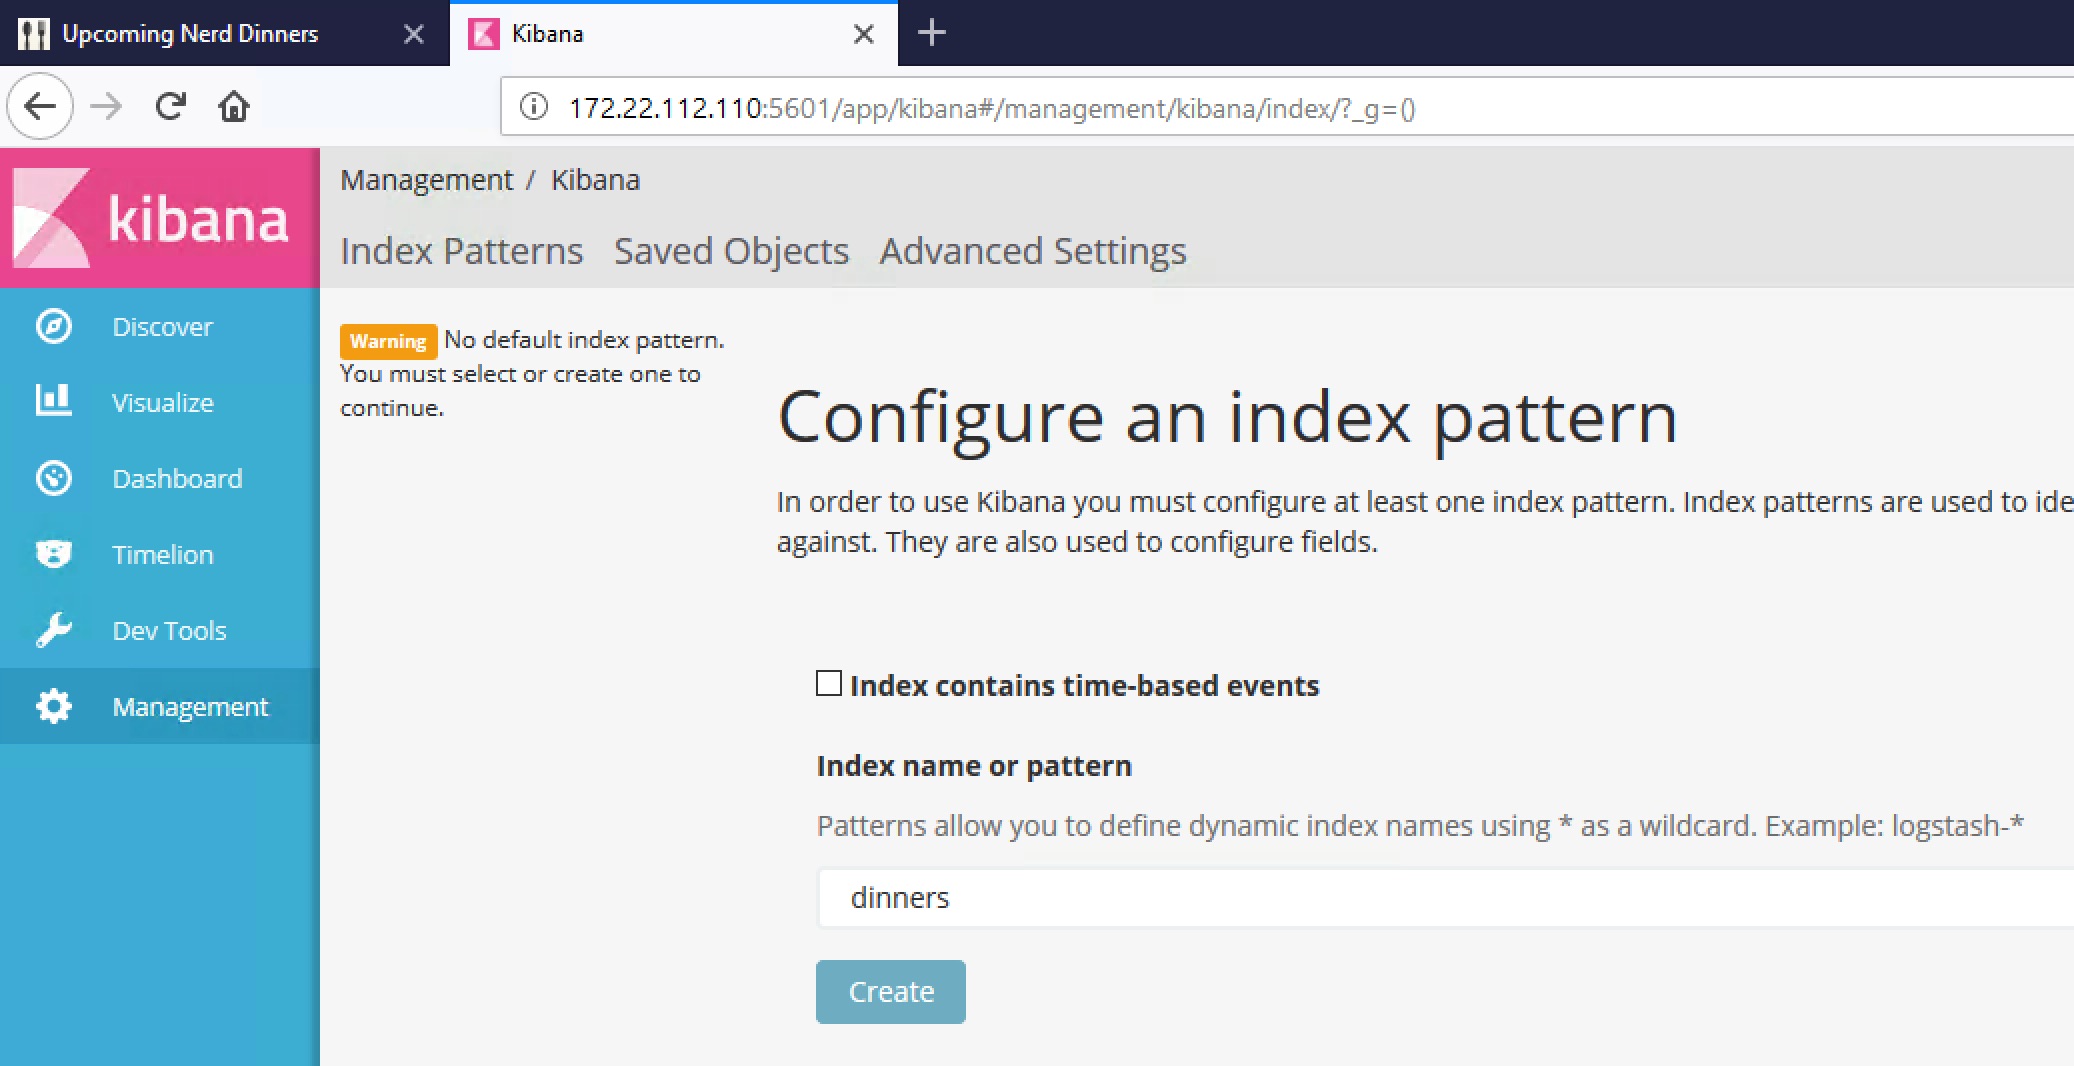 Upcoming Nerd Dinners
Kibana
172.22.112.110:5601/app/kibana#/management/kibana/index/?_g=()
kibana
Management / Kibana
Index Patterns Saved Objects Advanced Settings
Discover
Visualize
Dashboard
Timelion
Dev Tools
Management
Warning No default index pattern.
You must select or create one to
continue.
Configure an index pattern
In order to use Kibana you must configure at least one index pattern. Index patterns are used to ide
against. They are also used to configure fields.
Index contains time-based events
Index name or pattern
Patterns allow you to define dynamic index names using * as a wildcard. Example: logstash-*
dinners
Create